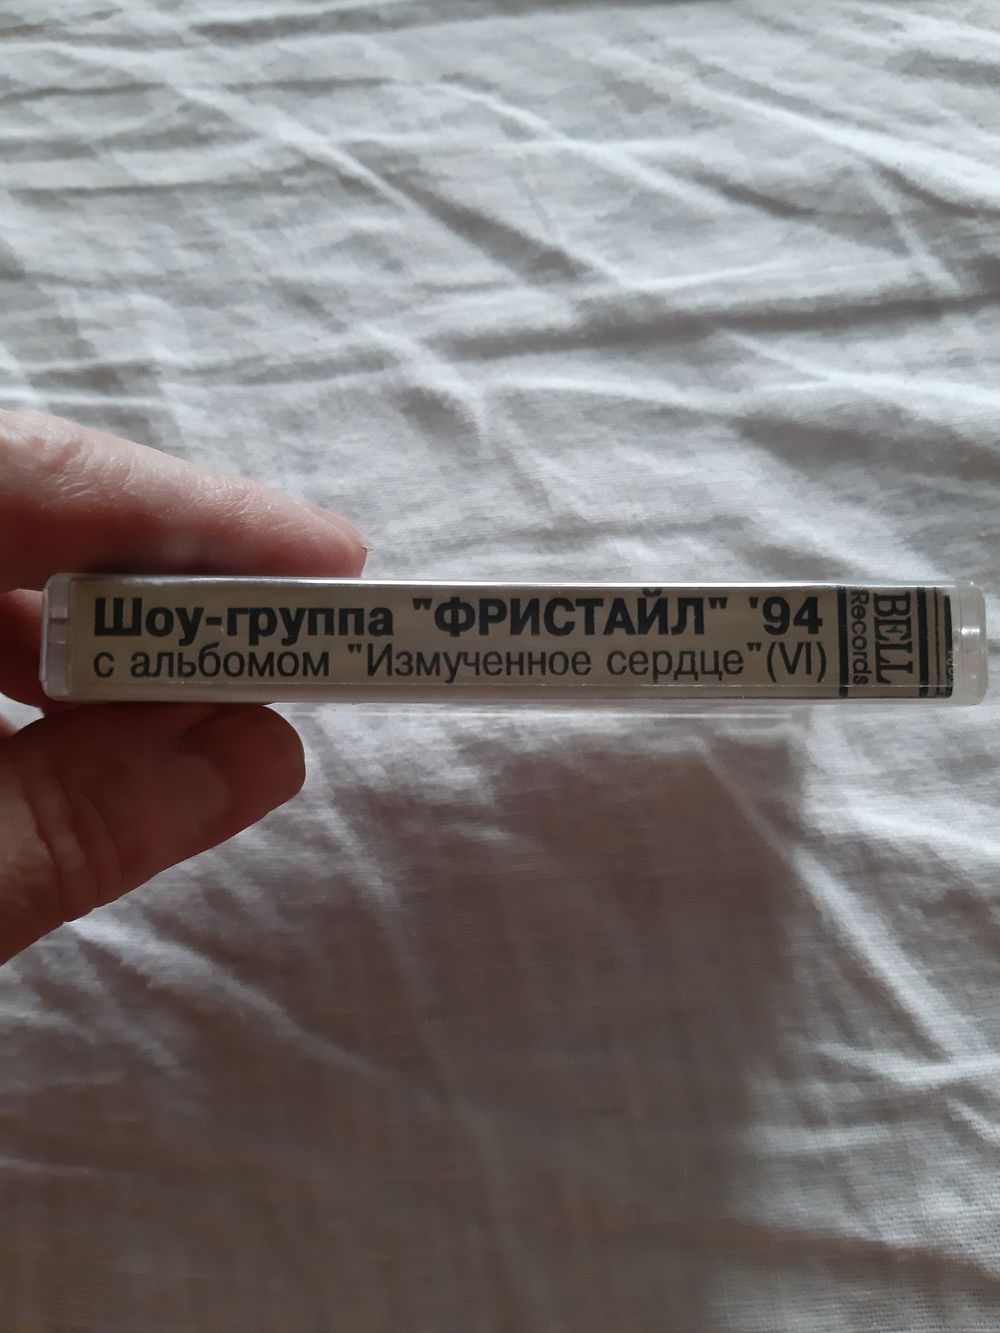 Шоу-группа "ФРИСТАЙЛ" '94
с альбомом "Измученное сердце"(VI)
BELL
Records